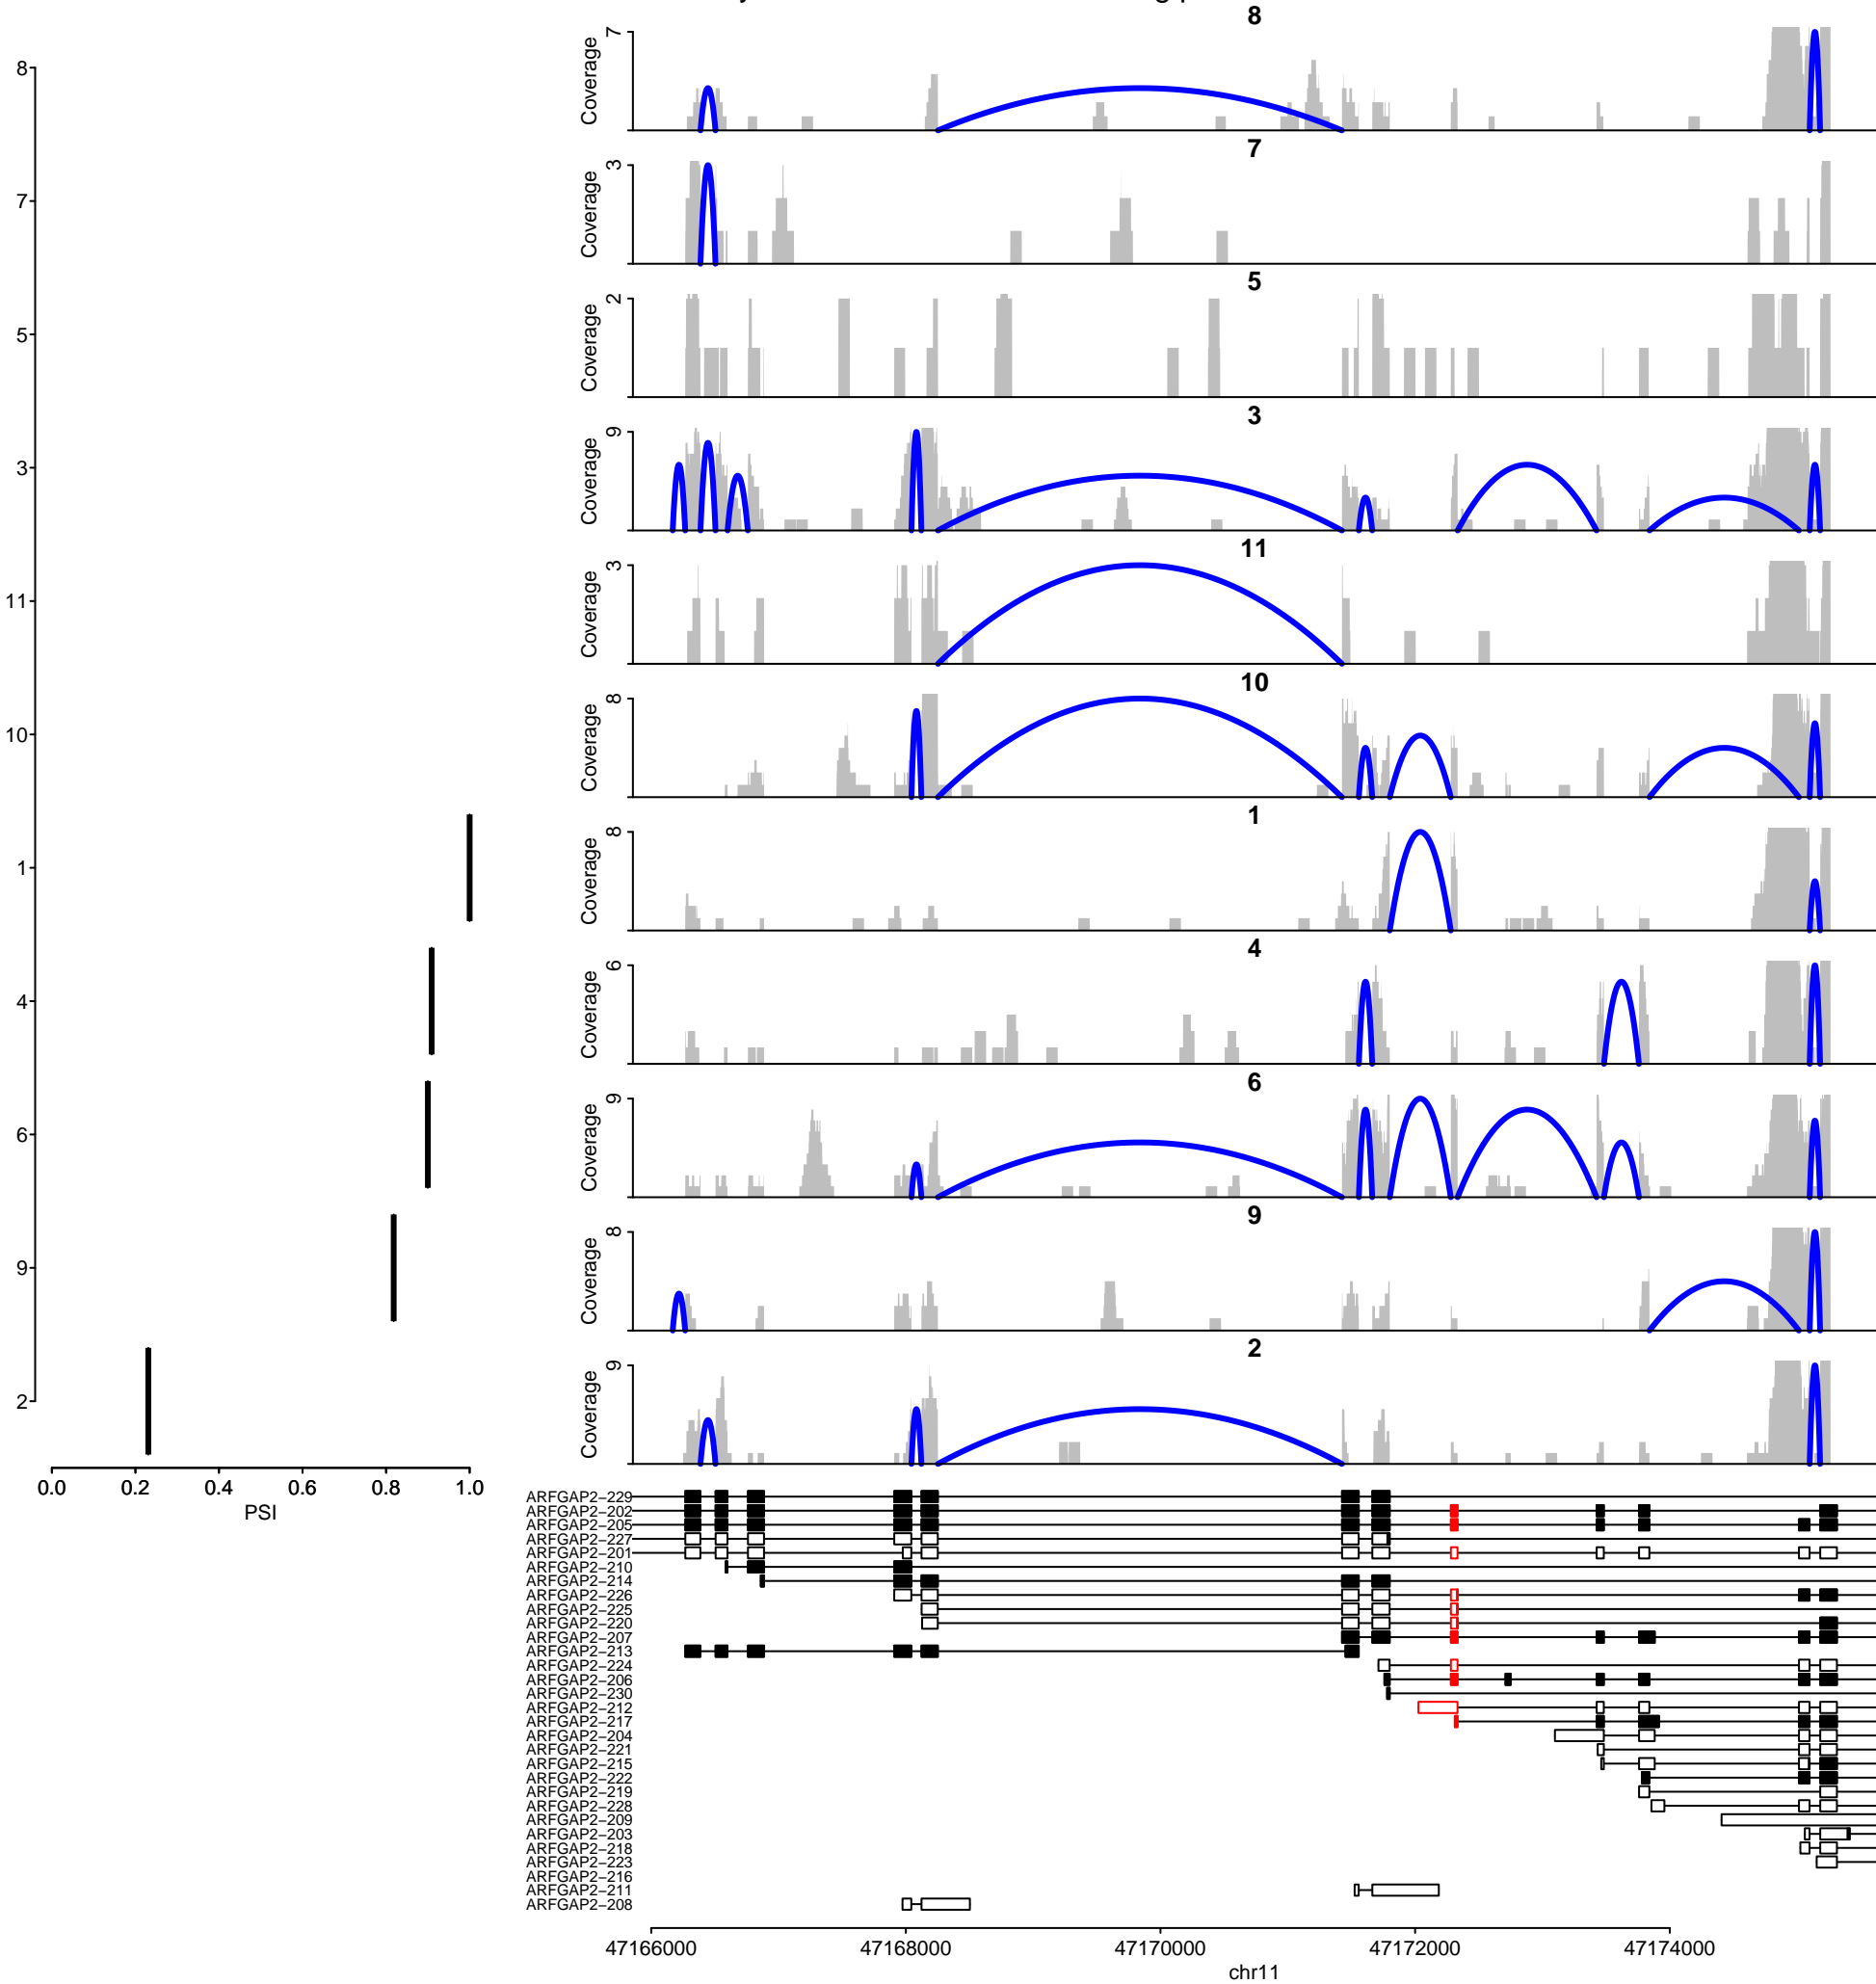 8
7
5
3
11
10
1
4
6
9
2
0.0 0.2 0.4 0.6 0.8 1.0
PSI
8
Coverage 7
7
Coverage 3
5
Coverage 2
3
Coverage 9
11
Coverage 3
10
Coverage 8
1
Coverage 8
4
Coverage 6
6
Coverage 9
9
Coverage 8
2
Coverage 9
ARFGAP2−229
ARFGAP2−202
ARFGAP2−205
ARFGAP2−227
ARFGAP2−201
ARFGAP2−210
ARFGAP2−214
ARFGAP2−226
ARFGAP2−225
ARFGAP2−220
ARFGAP2−207
ARFGAP2−213
ARFGAP2−224
ARFGAP2−206
ARFGAP2−230
ARFGAP2−212
ARFGAP2−217
ARFGAP2−204
ARFGAP2−221
ARFGAP2−215
ARFGAP2−222
ARFGAP2−219
ARFGAP2−228
ARFGAP2−209
ARFGAP2−203
ARFGAP2−218
ARFGAP2−223
ARFGAP2−216
ARFGAP2−211
ARFGAP2−208
47166000 47168000 47170000 47172000 47174000
chr11